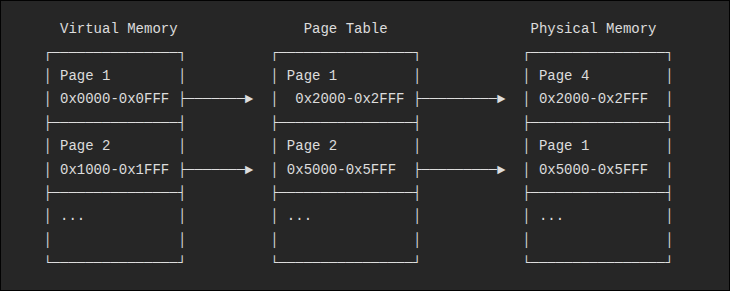 Virtual Memory Page Table Physical Memory
Page 1 Page 1 Page 4
0x0000-0x0FFF 0x2000-0x2FFF 0x2000-0x2FFF
Page 2 Page 2 Page 1
0x1000-0x1FFF 0x5000-0x5FFF 0x5000-0x5FFF
... ... ...